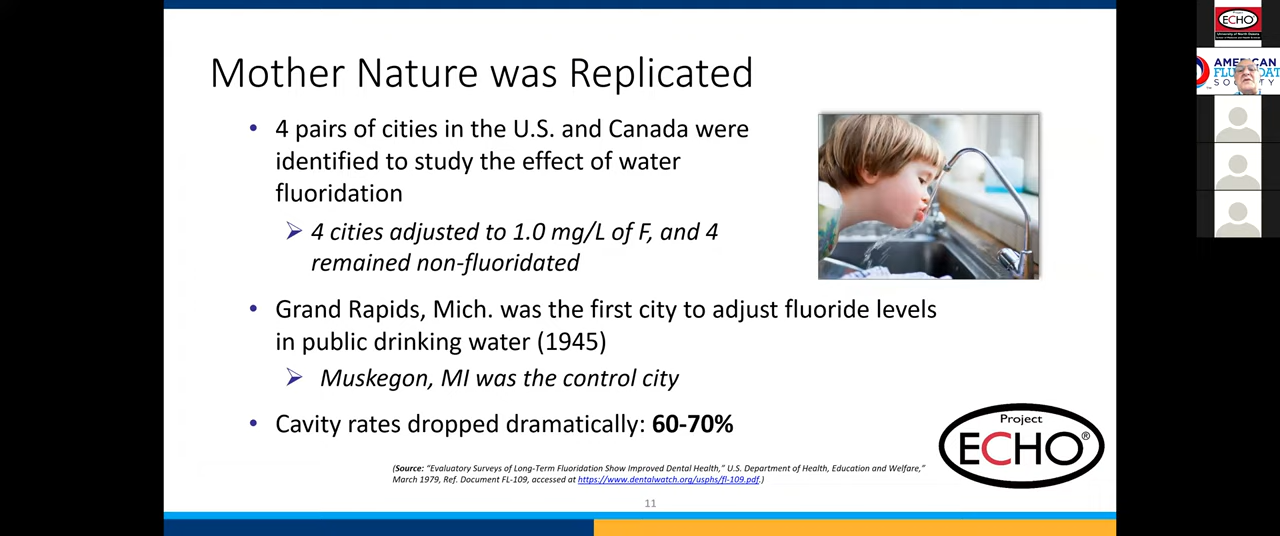 Mother Nature was Replicated
• 4 pairs of cities in the U.S. and Canada were
identified to study the effect of water
fluoridation
➢ 4 cities adjusted to 1.0 mg/L of F, and 4
remained non-fluoridated
• Grand Rapids, Mich. was the first city to adjust fluoride levels
in public drinking water (1945)
➢ Muskegon, MI was the control city
• Cavity rates dropped dramatically: 60-70%
(Source: “Evaluatory Surveys of Long-Term Fluoridation Show Improved Dental Health,” U.S. Department of Health, Education and Welfare,”
March 1979, Ref. Document FL-109, accessed at https://www.dentalwatch.org/usphs/fl-109.pdf.)
11
Project
ECHO®
Project
ECHO
University of North Dakota